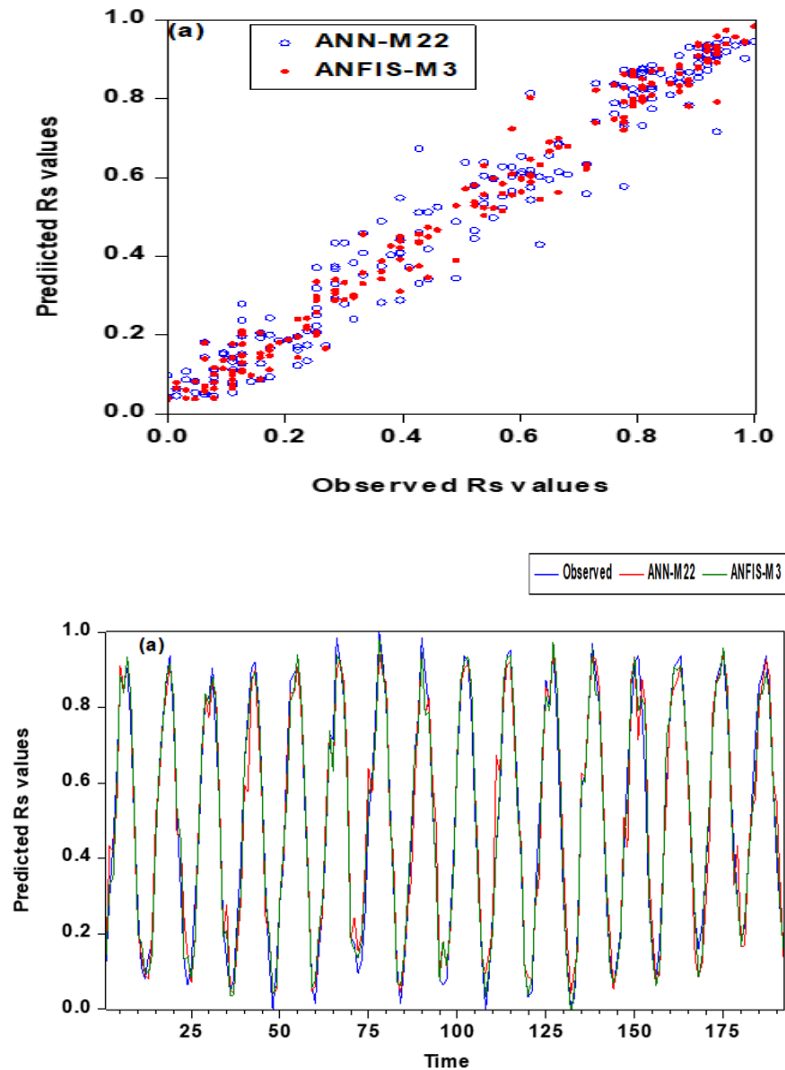 1.0
(a)
ANN-M22
ANFIS-M3
0.8
0.6
0.4
0.2
0.0
Prediicted Rs values
0.0 0.2 0.4 0.6 0.8 1.0
Observed Rs values
Observed ANN-M22 ANFIS-M3
1.0
(a)
0.8
0.6
0.4
0.2
0.0
Predicted Rs values
25 50 75 100 125 150 175
Time